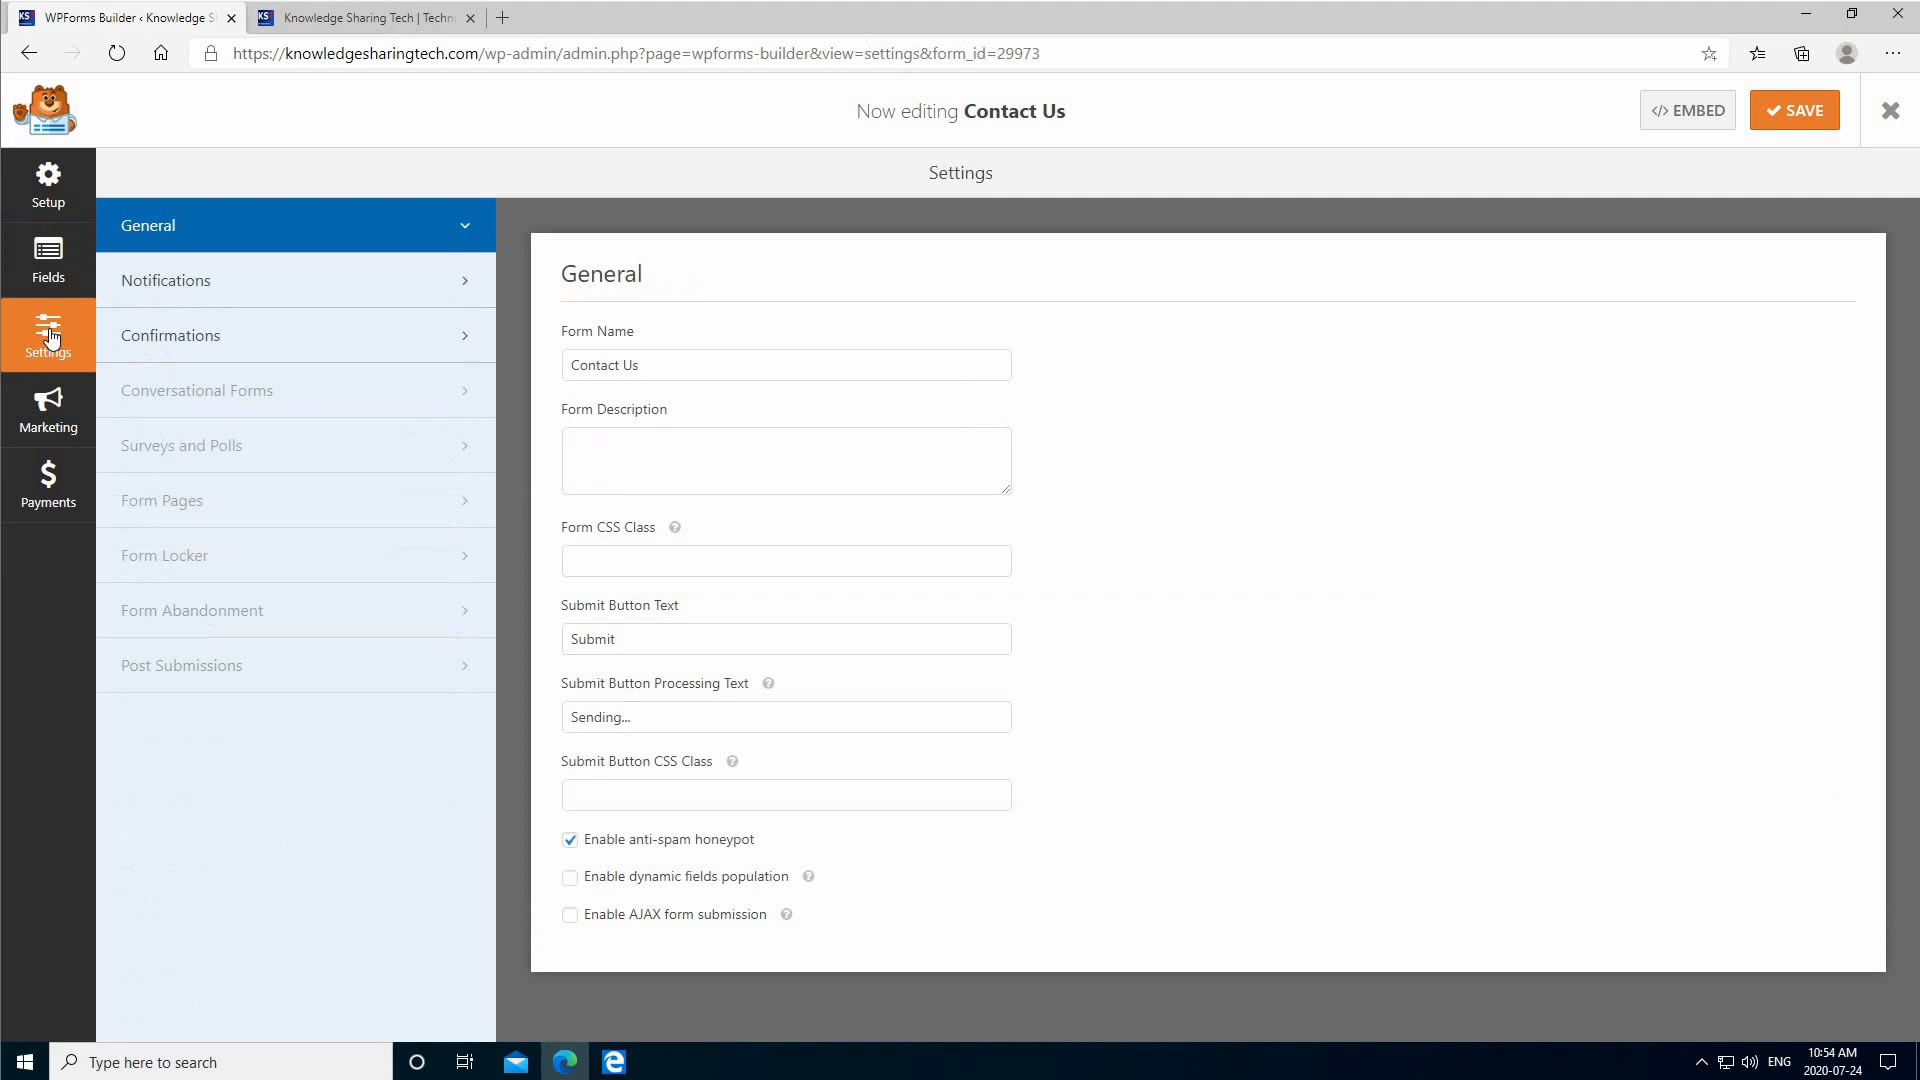 WPForms Builder ‹ Knowledge S
Knowledge Sharing Tech | Techn
https://knowledgesharingtech.com/wp-admin/admin.php?page=wpforms-builder&view=settings&form_id=29973
Now editing Contact Us
</> EMBED
SAVE
Setup
Fields
Settings
Marketing
Payments
Settings
General
Notifications
Confirmations
Conversational Forms
Surveys and Polls
Form Pages
Form Locker
Form Abandonment
Post Submissions
General
Form Name
Contact Us
Form Description
Form CSS Class
Submit Button Text
Submit
Submit Button Processing Text
Sending...
Submit Button CSS Class
Enable anti-spam honeypot
Enable dynamic fields population
Enable AJAX form submission
Type here to search
ENG
10:54 AM
2020-07-24